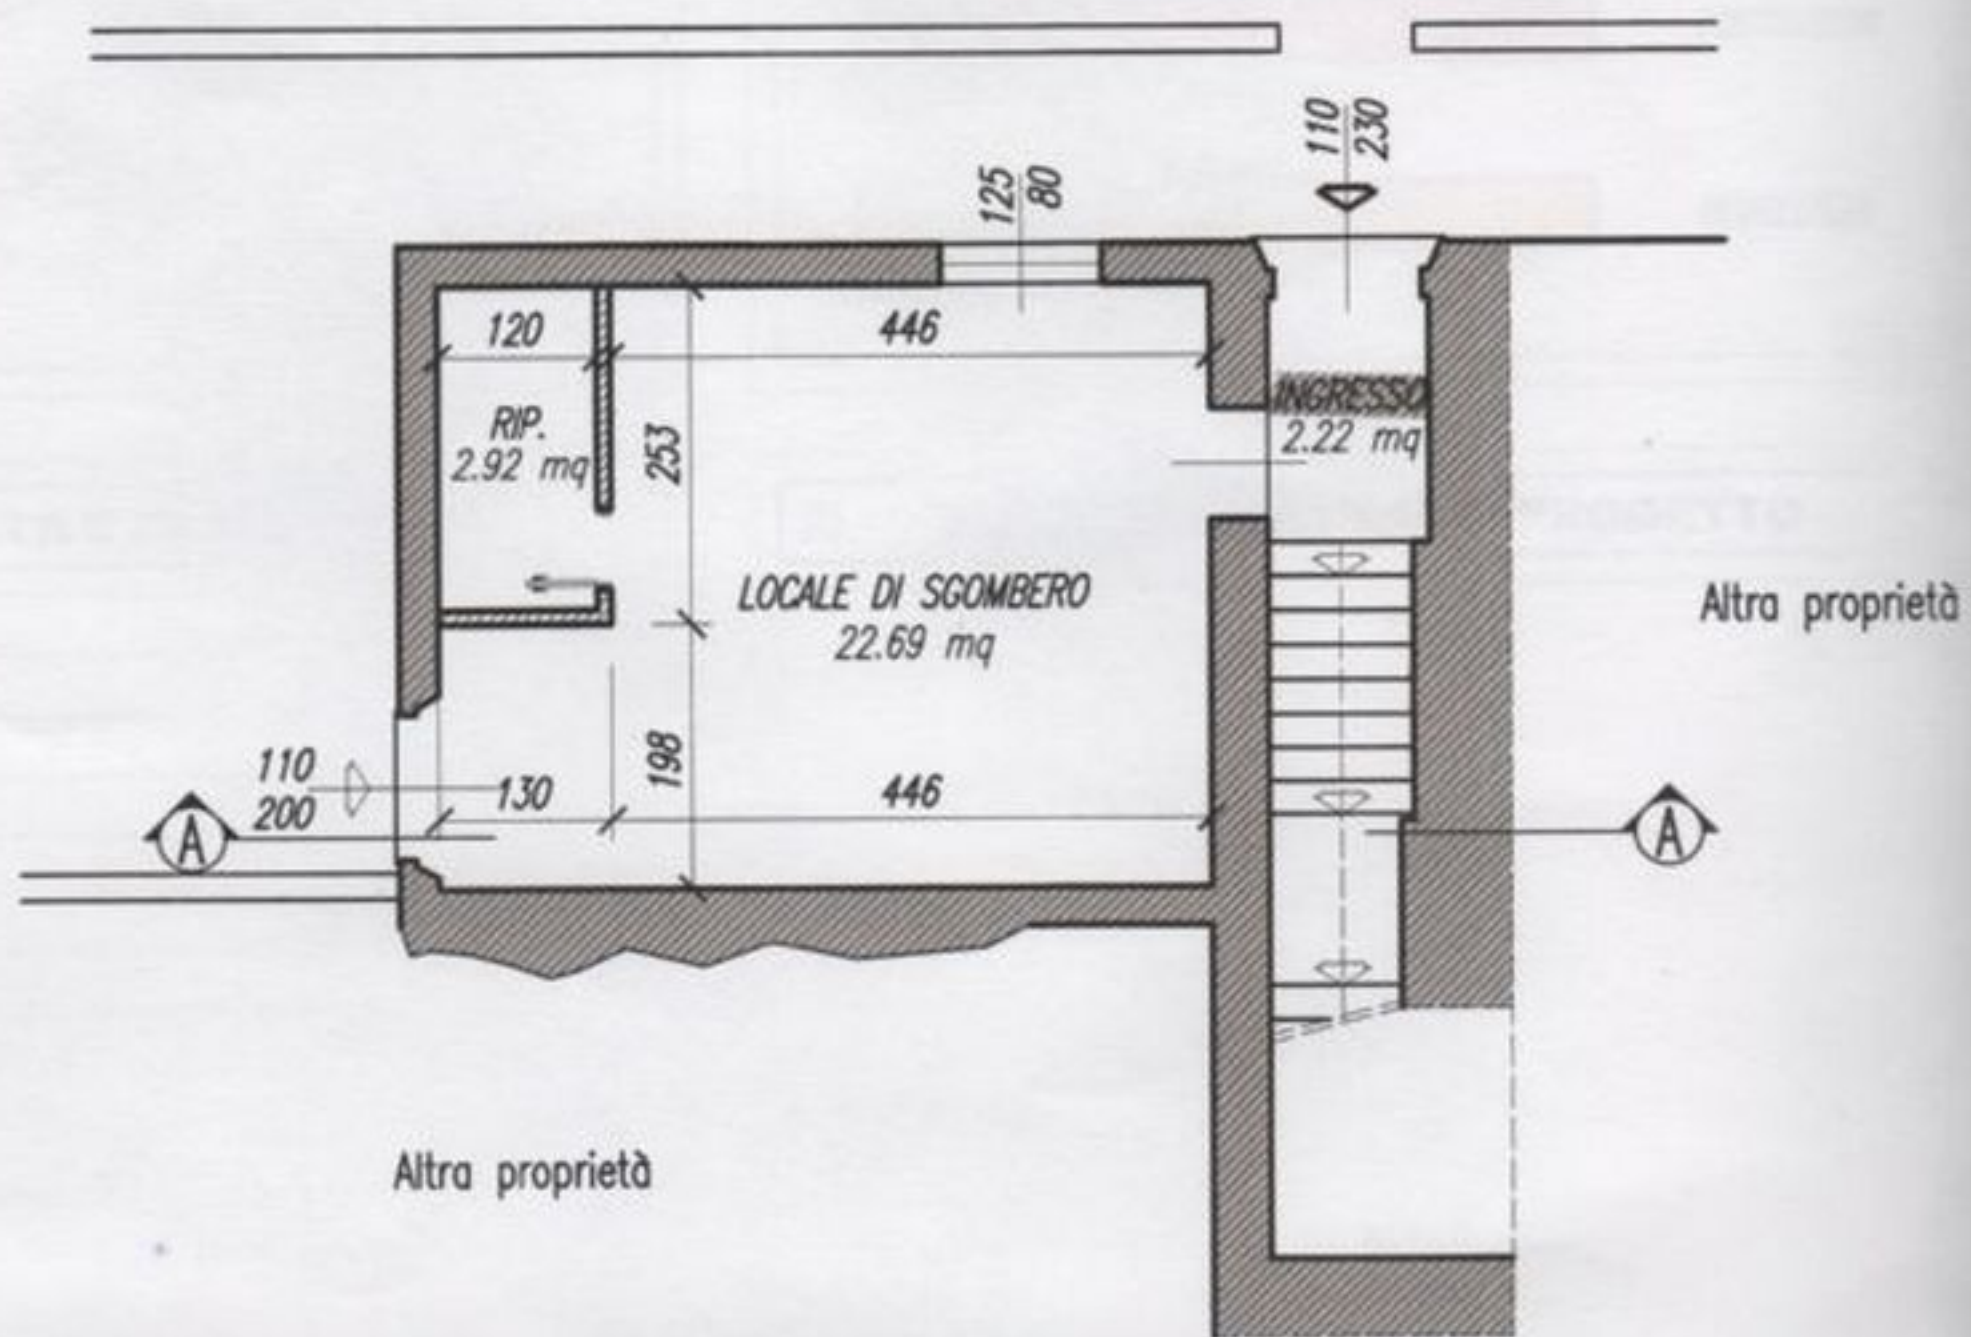 110
230
125
80
120
446
RIP.
2.92 mq
253
INGRESSO
2.22 mq
LOCALE DI SGOMBERO
22.69 mq
Altra proprietà
110
200
130
198
446
A
A
Altra proprietà